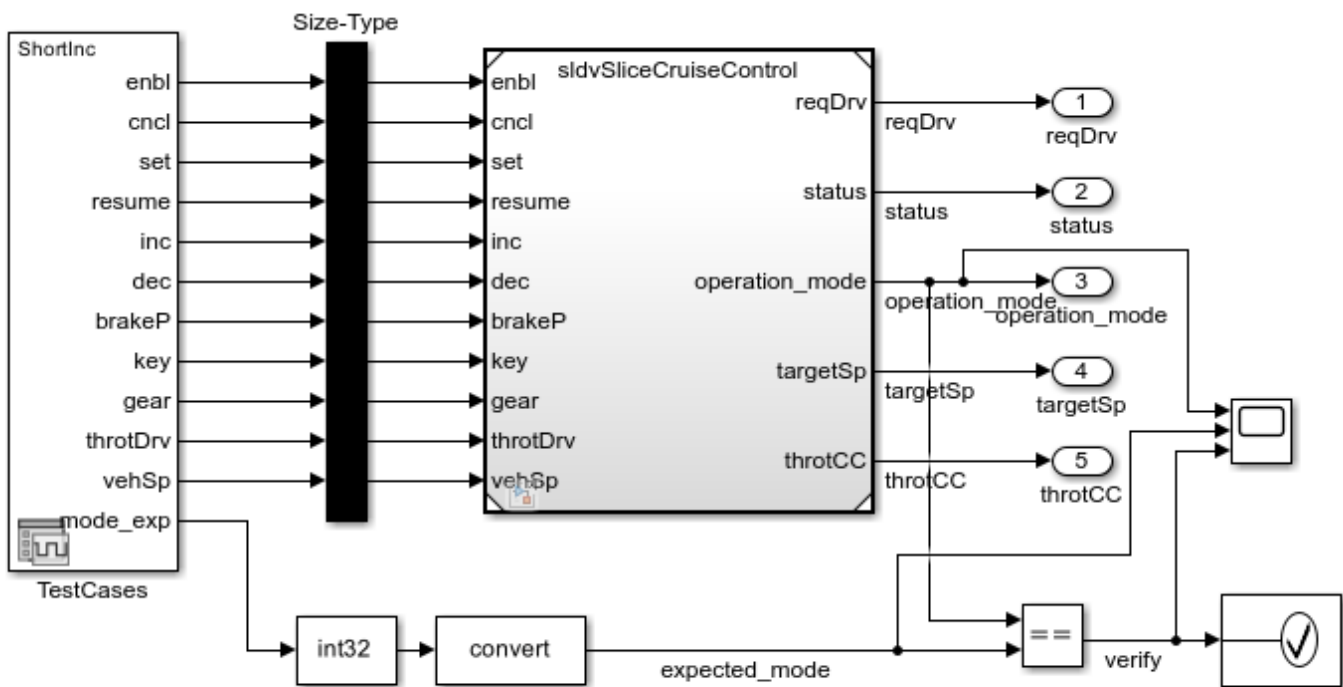 Size-Type
ShortInc
enbl
cncl
set
resume
inc
dec
brakeP
key
gear
throtDrv
vehSp
mode_exp
TestCases
sldvSliceCruiseControl
enbl
cncl
set
resume
inc
dec
brakeP
key
gear
throtDrv
vehSp
reqDrv
status
operation_mode
targetSp
throtCC
reqDrv
status
operation_mode
targetSp
throtCC
1
reqDrv
2
status
3
operation_mode
4
targetSp
5
throtCC
int32
convert
expected_mode
==
verify